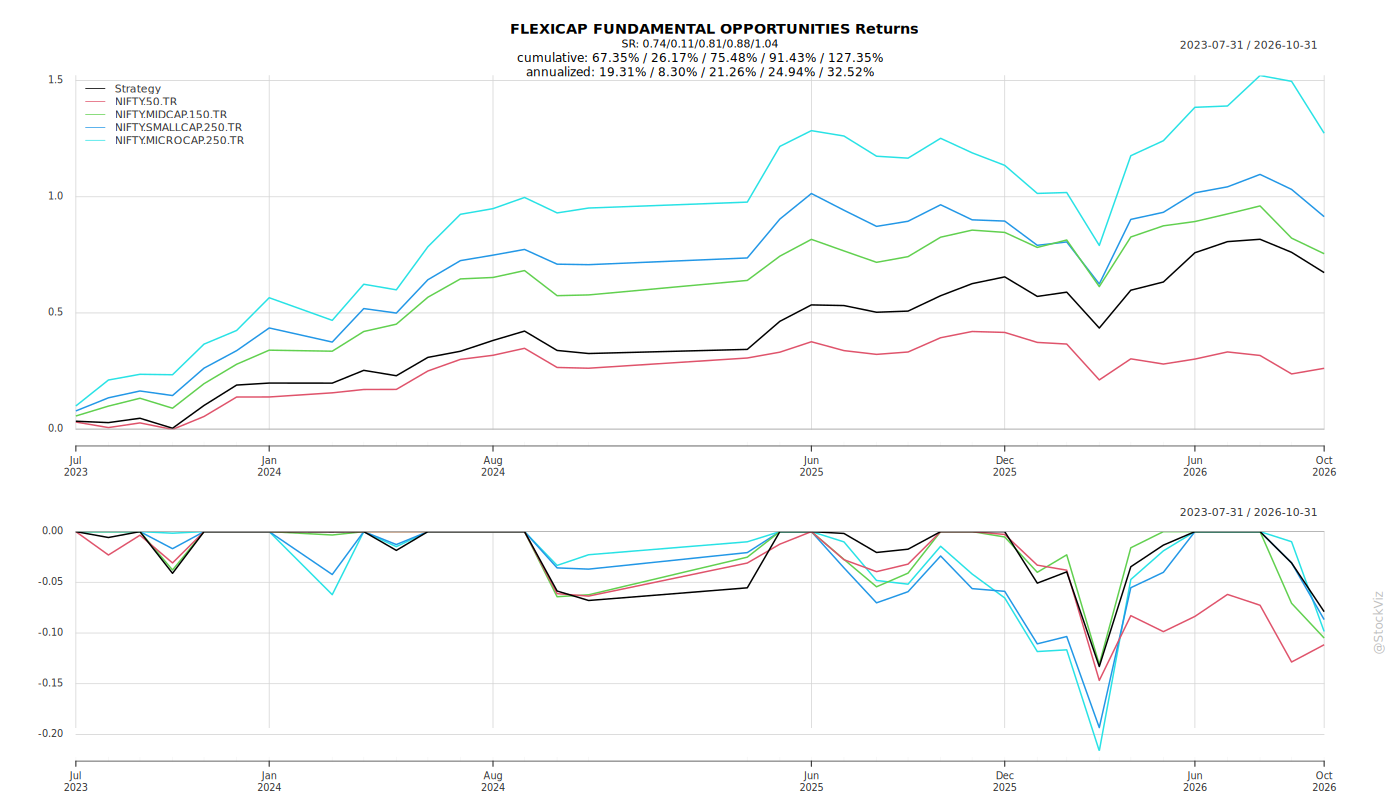 FLEXICAP FUNDAMENTAL OPPORTUNITIES Returns
SR: 0.74/0.11/0.81/0.88/1.04
2023-07-31 / 2026-10-31
cumulative: 67.35% / 26.17% / 75.48% / 91.43% / 127.35%
annualized: 19.31% / 8.30% / 21.26% / 24.94% / 32.52%
1.5
1.0
0.5
0.0
Strategy
NIFTY.50.TR
NIFTY.MIDCAP.150.TR
NIFTY.SMALLCAP.250.TR
NIFTY.MICROCAP.250.TR
Jul
2023
Jan
2024
Aug
2024
Jun
2025
Dec
2025
Jun
2026
Oct
2026
2023-07-31 / 2026-10-31
0.00
-0.05
-0.10
-0.15
-0.20
Jul
2023
Jan
2024
Aug
2024
Jun
2025
Dec
2025
Jun
2026
Oct
2026
@StockViz